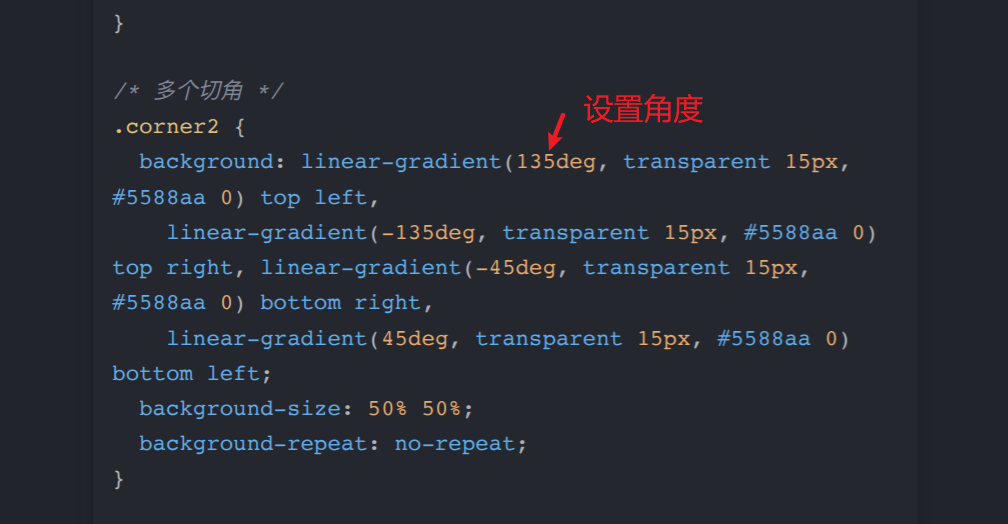 }
/* 多个切角 */
设置角度
.corner2 {
  background: linear-gradient(135deg, transparent 15px,
#5588aa 0) top left,
    linear-gradient(-135deg, transparent 15px, #5588aa 0)
top right, linear-gradient(-45deg, transparent 15px,
#5588aa 0) bottom right,
    linear-gradient(45deg, transparent 15px, #5588aa 0)
bottom left;
  background-size: 50% 50%;
  background-repeat: no-repeat;
}